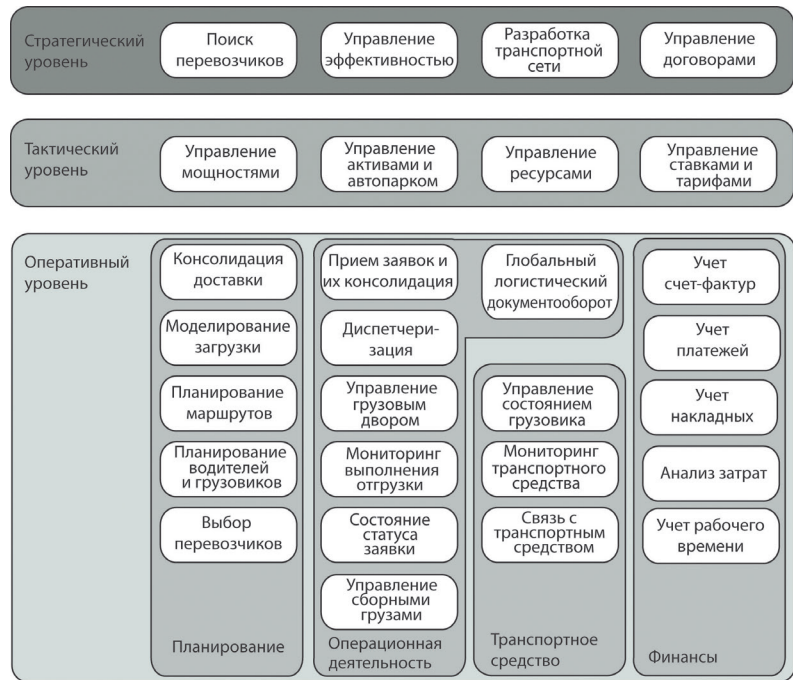 Стратегический
уровень
Поиск
перевозчиков
Управление
эффективностью
Разработка
транспортной
сети
Управление
договорами
Тактический
уровень
Управление
мощностями
Управление
активами и
автопарком
Управление
ресурсами
Управление
ставками и
тарифами
Оперативный
уровень
Консолидация
доставки
Моделирование
загрузки
Планирование
маршрутов
Планирование
водителей
и грузовиков
Выбор
перевозчиков
Планирование
Прием заявок и
их консолидация
Диспетчери-
зация
Управление
грузовым
двором
Мониторинг
выполнения
отгрузки
Состояние
статуса
заявки
Управление
сборными
грузами
Операционная
деятельность
Глобальный
логистический
документооборот
Управление
состоянием
грузовика
Мониторинг
транспортного
средства
Связь с
транспортным
средством
Транспортное
средство
Учет
счет-фактур
Учет
платежей
Учет
накладных
Анализ затрат
Учет рабочего
времени
Финансы